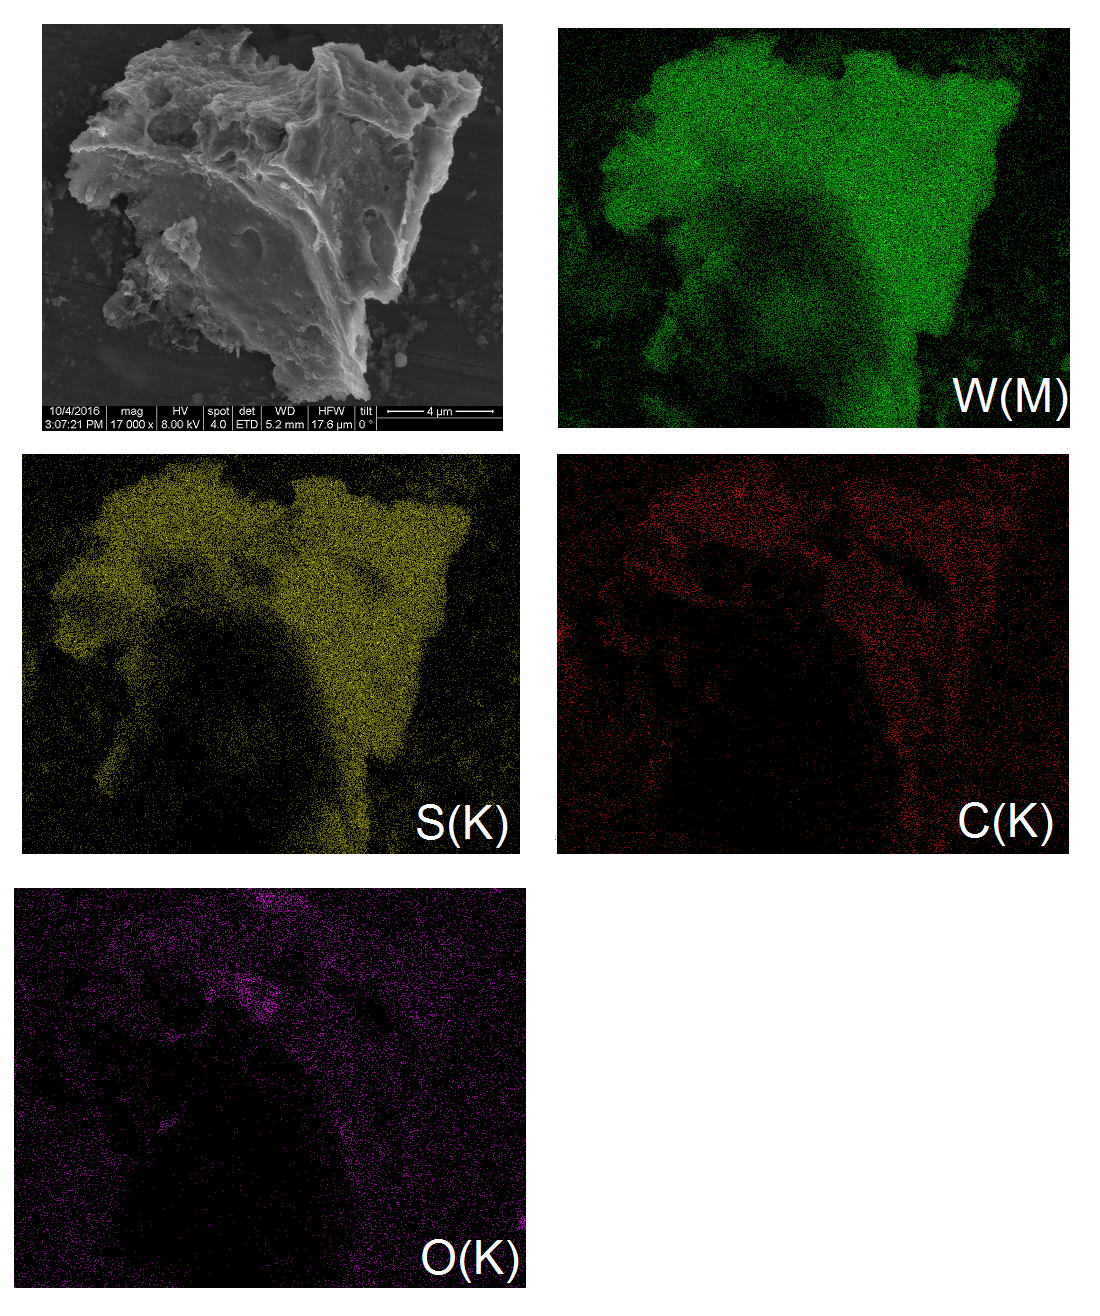 10/4/2016 mag HV spot det WD HFW tilt
3:07:21 PM 17 000 x 8.00 kV 4.0 ETD 5.2 mm 17.6 µm 0 ° 4 µm
W(M)
S(K)
C(K)
O(K)